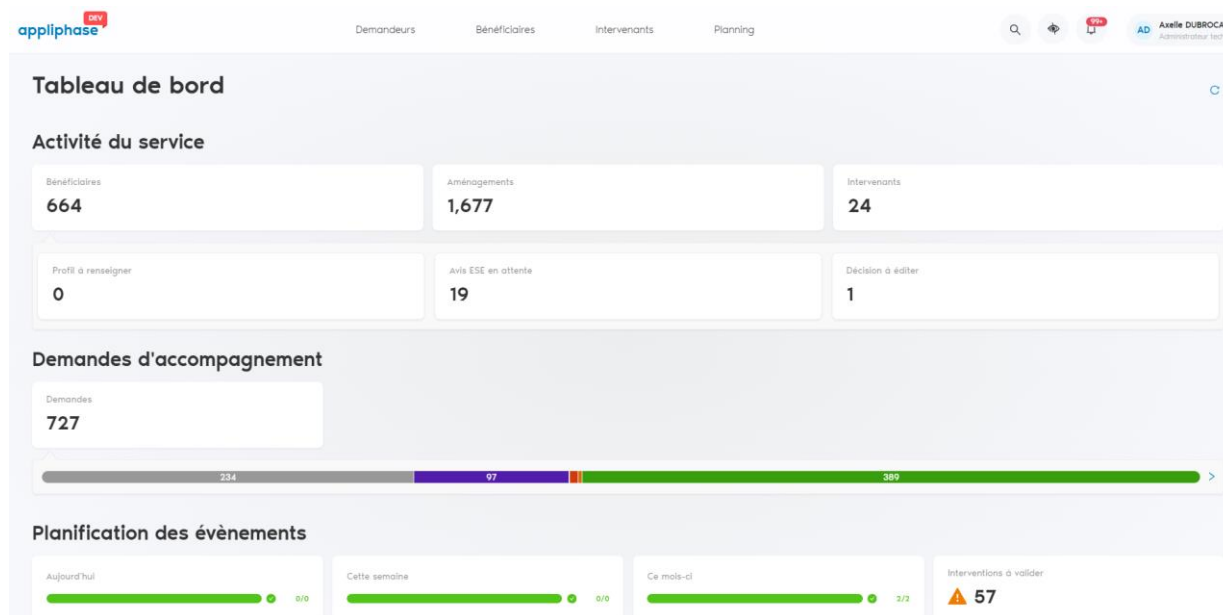 DEV
appliphase
Demandeurs Bénéficiaires Intervenants Planning
99+
AD Axelle DUBROCA
Administrateur tech
Tableau de bord
Activité du service
Bénéficiaires Aménagements Intervenants
664 1,677 24
Profil à renseigner Avis ESE en attente Décision à éditer
0 19 1
Demandes d'accompagnement
Demandes
727
234 97 389
Planification des évènements
Aujourd'hui Cette semaine Ce mois-ci Interventions à valider
0/0 0/0 2/2 57